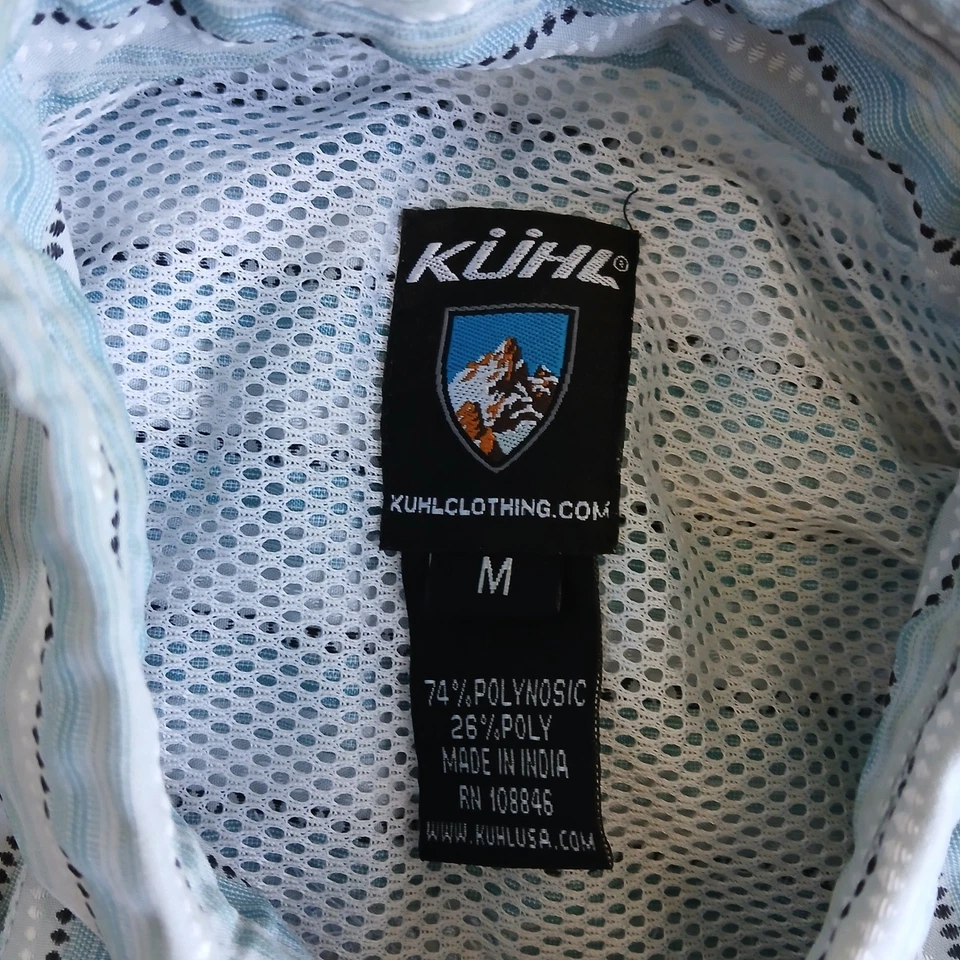 KÜHL®
KUHLCLOTHING.COM
M
74%POLYNOSIC
26%POLY
MADE IN INDIA
RN 108846
WWW.KUHLUSA.COM